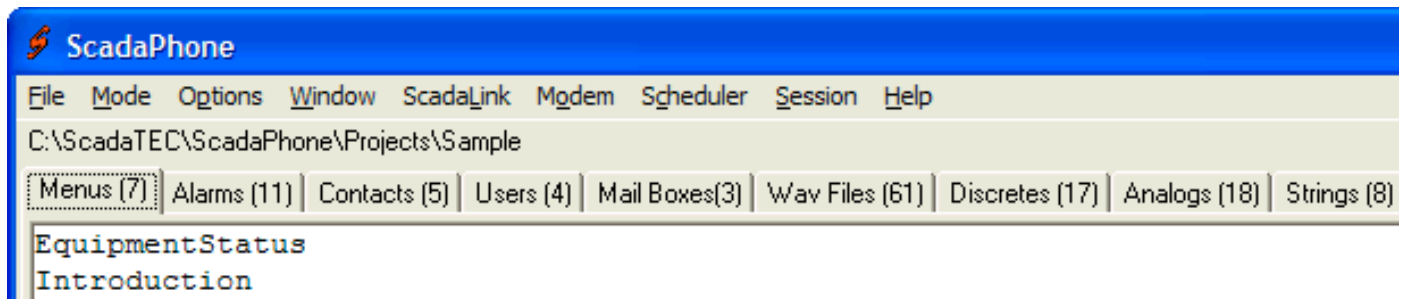 ScadaPhone
File Mode Options Window ScadaLink Modem Scheduler Session Help
C:\ScadaTEC\ScadaPhone\Projects\Sample
Menus (7) Alarms (11) Contacts (5) Users (4) Mail Boxes(3) Wav Files (61) Discretes (17) Analogs (18) Strings (8)
EquipmentStatus
Introduction